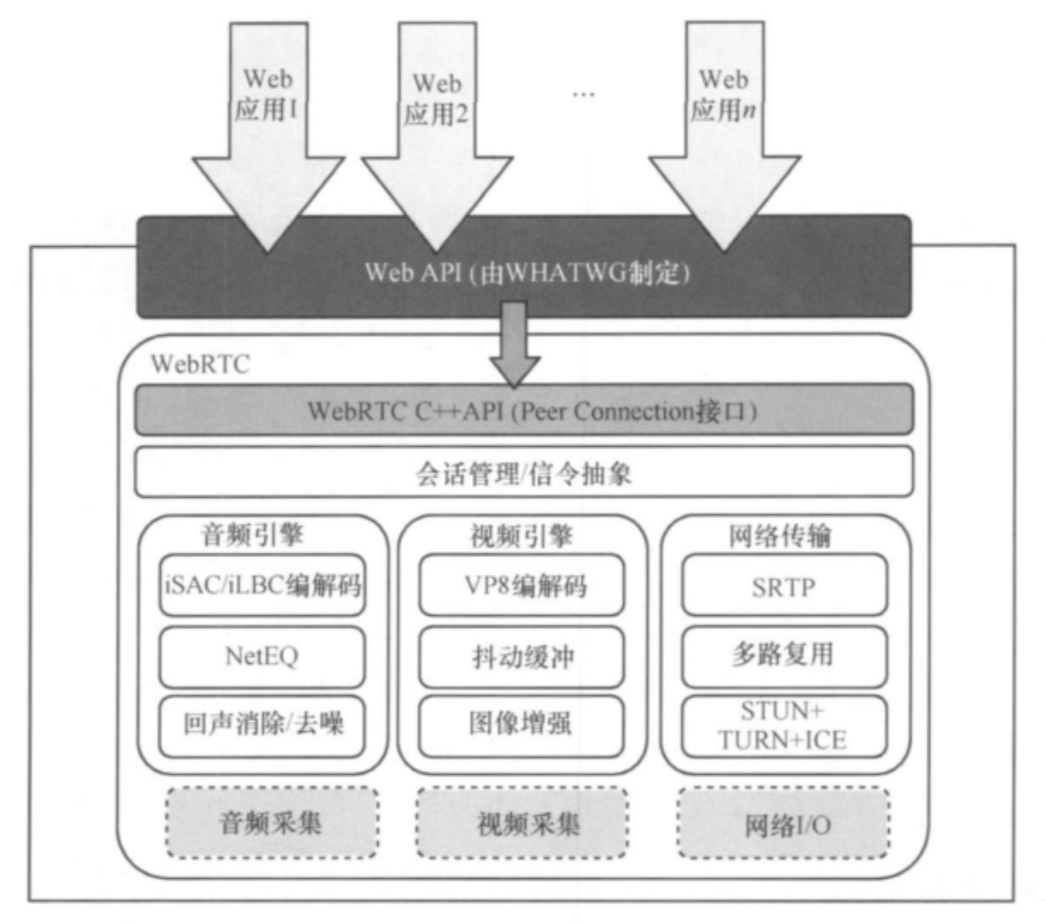 Web
应用1
Web
应用2
...
Web
应用n
Web API (由WHATWG制定)
WebRTC
WebRTC C++API (Peer Connection接口)
会话管理/信令抽象
音频引擎
iSAC/iLBC编解码
NetEQ
回声消除/去噪
视频引擎
VP8编解码
抖动缓冲
图像增强
网络传输
SRTP
多路复用
STUN+
TURN+ICE
音频采集
视频采集
网络I/O